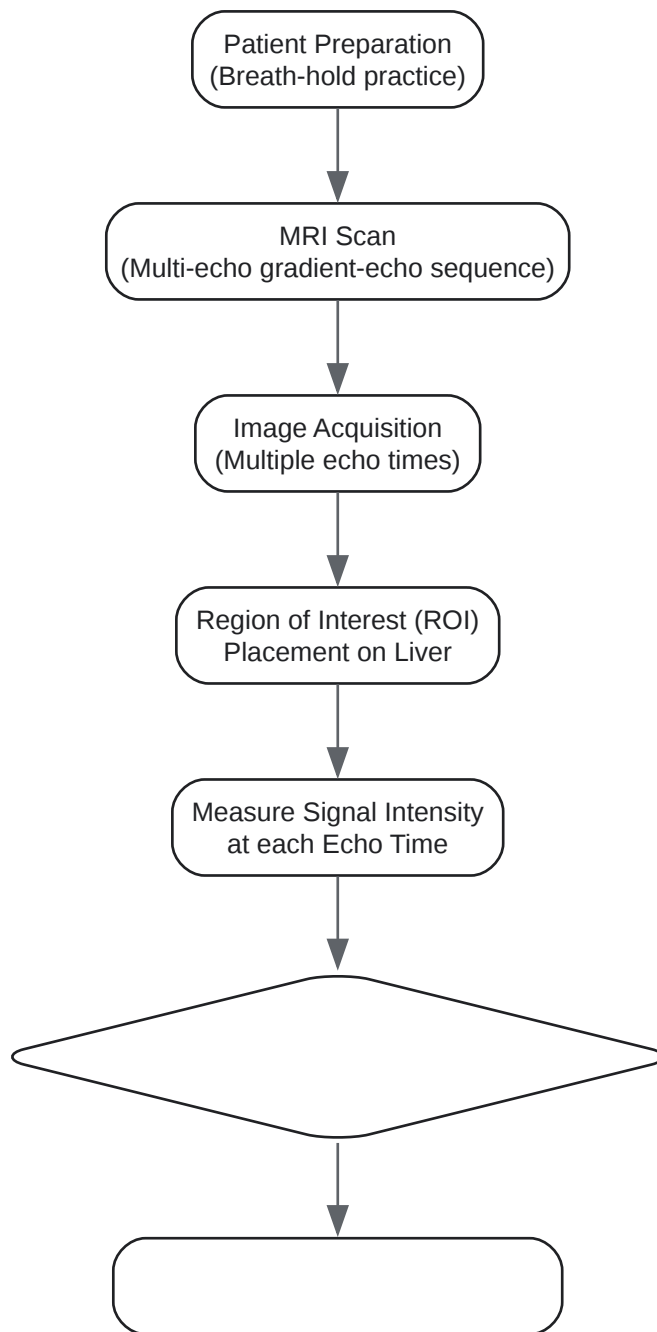 Patient Preparation
(Breath-hold practice)
MRI Scan
(Multi-echo gradient-echo sequence)
Image Acquisition
(Multiple echo times)
Region of Interest (ROI)
Placement on Liver
Measure Signal Intensity
at each Echo Time